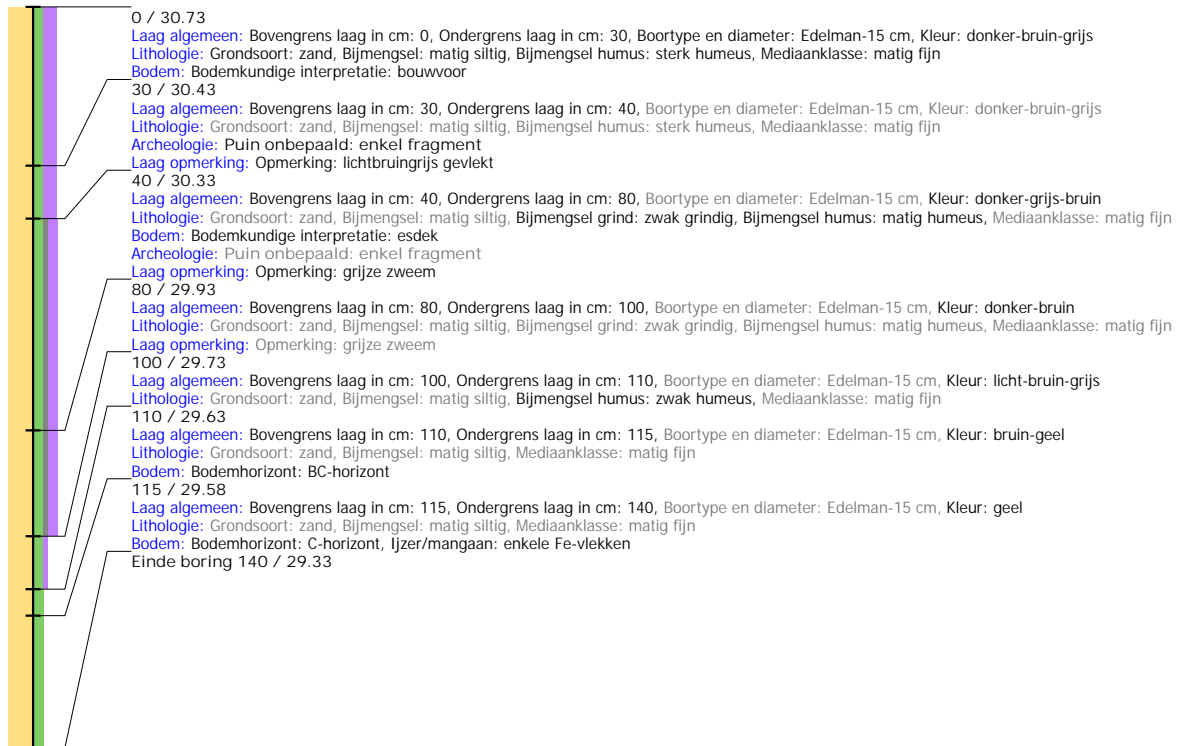 0 / 30.73
Laag algemeen: Bovengrens laag in cm: 0, Ondergrens laag in cm: 30, Boortype en diameter: Edelman-15 cm, Kleur: donker-bruin-grijs
Lithologie: Grondsoort: zand, Bijmengsel: matig siltig, Bijmengsel humus: sterk humeus, Mediaanklasse: matig fijn
Bodem: Bodemkundige interpretatie: bouwvoor
30 / 30.43
Laag algemeen: Bovengrens laag in cm: 30, Ondergrens laag in cm: 40, Boortype en diameter: Edelman-15 cm, Kleur: donker-bruin-grijs
Lithologie: Grondsoort: zand, Bijmengsel: matig siltig, Bijmengsel humus: sterk humeus, Mediaanklasse: matig fijn
Archeologie: Puin onbepaald: enkel fragment
Laag opmerking: Opmerking: lichtbruingrijs gevlekt
40 / 30.33
Laag algemeen: Bovengrens laag in cm: 40, Ondergrens laag in cm: 80, Boortype en diameter: Edelman-15 cm, Kleur: donker-grijs-bruin
Lithologie: Grondsoort: zand, Bijmengsel: matig siltig, Bijmengsel grind: zwak grindig, Bijmengsel humus: matig humeus, Mediaanklasse: matig fijn
Bodem: Bodemkundige interpretatie: esdek
Archeologie: Puin onbepaald: enkel fragment
Laag opmerking: Opmerking: grijze zweem
80 / 29.93
Laag algemeen: Bovengrens laag in cm: 80, Ondergrens laag in cm: 100, Boortype en diameter: Edelman-15 cm, Kleur: donker-bruin
Lithologie: Grondsoort: zand, Bijmengsel: matig siltig, Bijmengsel grind: zwak grindig, Bijmengsel humus: matig humeus, Mediaanklasse: matig fijn
Laag opmerking: Opmerking: grijze zweem
100 / 29.73
Laag algemeen: Bovengrens laag in cm: 100, Ondergrens laag in cm: 110, Boortype en diameter: Edelman-15 cm, Kleur: licht-bruin-grijs
Lithologie: Grondsoort: zand, Bijmengsel: matig siltig, Bijmengsel humus: zwak humeus, Mediaanklasse: matig fijn
110 / 29.63
Laag algemeen: Bovengrens laag in cm: 110, Ondergrens laag in cm: 115, Boortype en diameter: Edelman-15 cm, Kleur: bruin-geel
Lithologie: Grondsoort: zand, Bijmengsel: matig siltig, Mediaanklasse: matig fijn
Bodem: Bodemhorizont: BC-horizont
115 / 29.58
Laag algemeen: Bovengrens laag in cm: 115, Ondergrens laag in cm: 140, Boortype en diameter: Edelman-15 cm, Kleur: geel
Lithologie: Grondsoort: zand, Bijmengsel: matig siltig, Mediaanklasse: matig fijn
Bodem: Bodemhorizont: C-horizont, Ijzer/mangaan: enkele Fe-vlekken
Einde boring 140 / 29.33